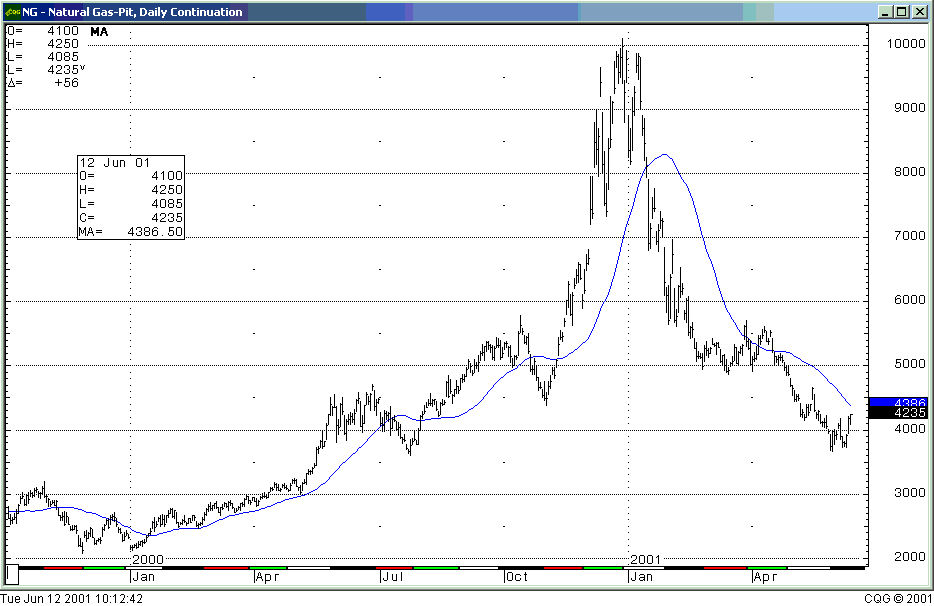 CQG NG - Natural Gas-Pit, Daily Continuation
O= 4100 MA
H= 4250
L= 4085
L= 4235v
Δ= +56
12 Jun 01
O= 4100
H= 4250
L= 4085
C= 4235
MA= 4386.50
10000
9000
8000
7000
6000
5000
4386
4235
4000
3000
2000
2000 2001
Jan Apr Jul Oct Jan Apr
Tue Jun 12 2001 10:12:42 CQG © 2001